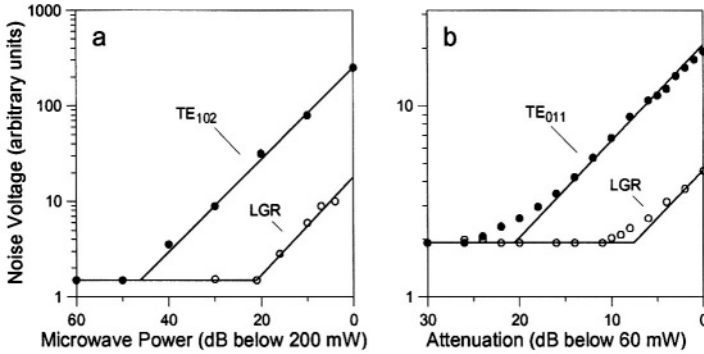 a
Noise Voltage (arbitrary units)
1000
100
10
1
TE102
LGR
60 40 20 0
Microwave Power (dB below 200 mW)
b
10
1
TE011
LGR
30 20 10 0
Attenuation (dB below 60 mW)